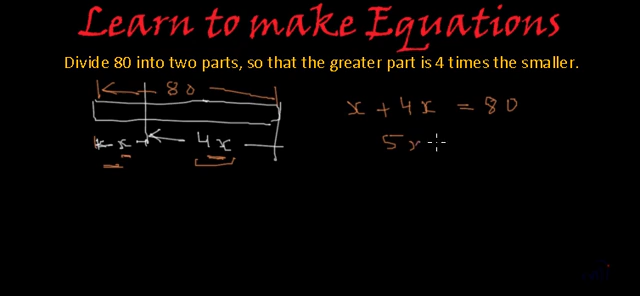 Learn to make Equations
Divide 80 into two parts, so that the greater part is 4 times the smaller.
80
x + 4x = 80
x 4x
5x